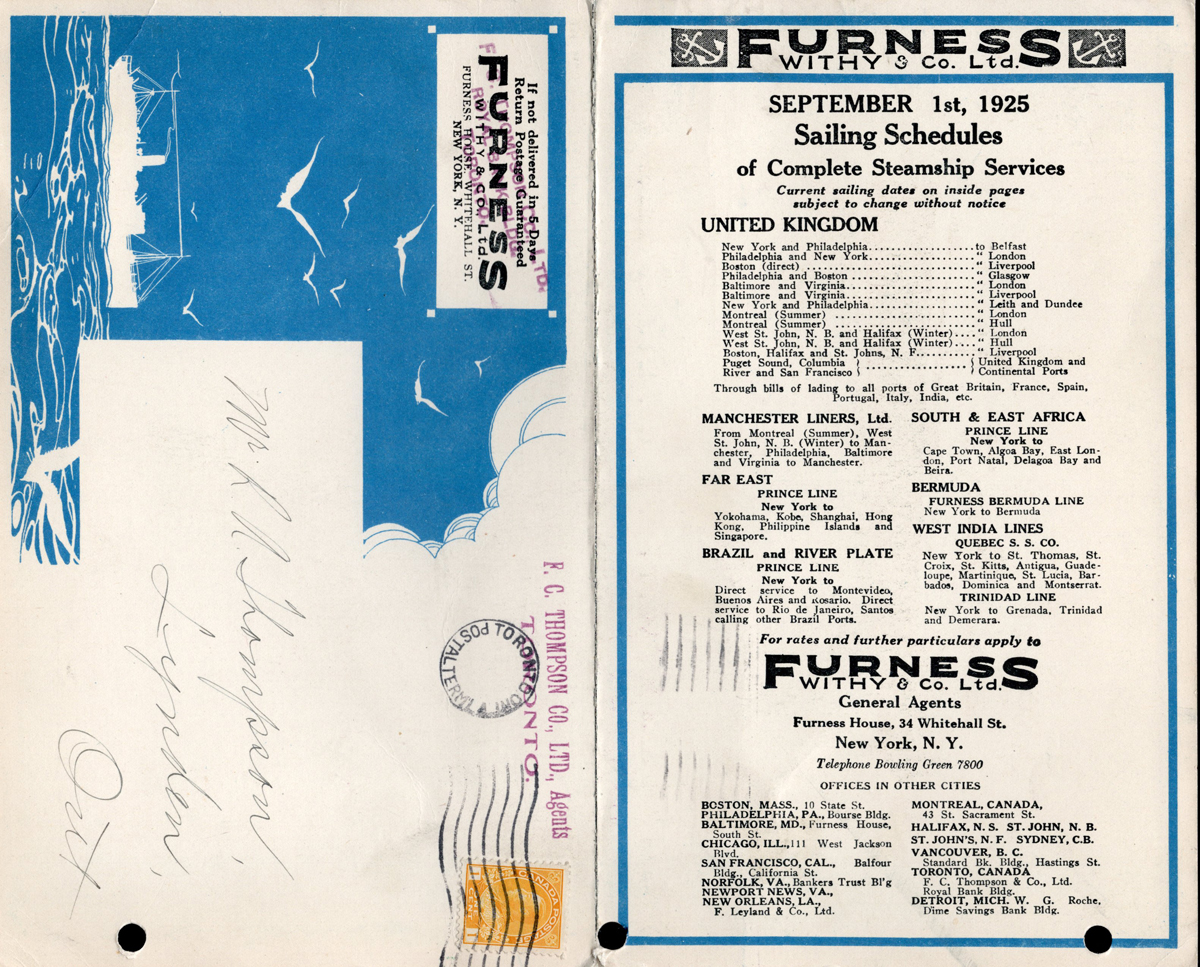 If not delivered in 5 Days
Return Postage Guaranteed
FURNESS
WITHY & Co. Ltd.
FURNESS HOUSE, WHITEHALL ST.
NEW YORK, N. Y.
F. C. THOMPSON CO., LTD.
ROYAL BANK BLDG
TORONTO
F. C. THOMPSON CO., LTD., Agents
TORONTO.
TORONTO ONT
POSTAL TERM'L A
CANADA POSTAGE
1 CENT 1
Mr. Thompson,
Lynden,
Ont
FURNESS
WITHY & Co. Ltd.
SEPTEMBER 1st, 1925
Sailing Schedules
of Complete Steamship Services
Current sailing dates on inside pages
subject to change without notice
UNITED KINGDOM
New York and Philadelphia........................to Belfast
Philadelphia and New York........................" London
Boston (direct) ........................" Liverpool
Philadelphia and Boston ........................" Glasgow
Baltimore and Virginia........................" London
Baltimore and Virginia........................" Liverpool
New York and Philadelphia........................" Leith and Dundee
Montreal (Summer) ........................" London
Montreal (Summer) ........................" Hull
West St. John, N. B. and Halifax (Winter)...." London
West St. John, N. B. and Halifax (Winter)...." Hull
Boston, Halifax and St. Johns, N. F..........." Liverpool
Puget Sound, Columbia } ..................{ United Kingdom and
River and San Francisco } { Continental Ports
Through bills of lading to all ports of Great Britain, France, Spain,
Portugal, Italy, India, etc.
MANCHESTER LINERS, Ltd.
From Montreal (Summer), West
St. John, N. B. (Winter) to Man-
chester, Philadelphia, Baltimore
and Virginia to Manchester.
FAR EAST
PRINCE LINE
New York to
Yokohama, Kobe, Shanghai, Hong
Kong, Philippine Islands and
Singapore.
BRAZIL and RIVER PLATE
PRINCE LINE
New York to
Direct service to Montevideo,
Buenos Aires and Rosario. Direct
service to Rio de Janeiro, Santos
calling other Brazil Ports.
SOUTH & EAST AFRICA
PRINCE LINE
New York to
Cape Town, Algoa Bay, East Lon-
don, Port Natal, Delagoa Bay and
Beira.
BERMUDA
FURNESS BERMUDA LINE
New York to Bermuda
WEST INDIA LINES
QUEBEC S. S. CO.
New York to St. Thomas, St.
Croix, St. Kitts, Antigua, Guade-
loupe, Martinique, St. Lucia, Bar-
bados, Dominica and Montserrat.
TRINIDAD LINE
New York to Grenada, Trinidad
and Demerara.
For rates and further particulars apply to
FURNESS
WITHY & Co. Ltd.
General Agents
Furness House, 34 Whitehall St.
New York, N. Y.
Telephone Bowling Green 7800
OFFICES IN OTHER CITIES
BOSTON, MASS., 10 State St.
PHILADELPHIA, PA., Bourse Bldg.
BALTIMORE, MD., Furness House,
South St.
CHICAGO, ILL., 111 West Jackson
Blvd.
SAN FRANCISCO, CAL., Balfour
Bldg., California St.
NORFOLK, VA., Bankers Trust Bl'g
NEWPORT NEWS, VA.,
NEW ORLEANS, LA.,
F. Leyland & Co., Ltd.
MONTREAL, CANADA,
43 St. Sacrament St.
HALIFAX, N. S. ST. JOHN, N. B.
ST. JOHN'S, N. F. SYDNEY, C.B.
VANCOUVER, B. C.
Standard Bk. Bldg., Hastings St.
TORONTO, CANADA
F. C. Thompson & Co., Ltd.
Royal Bank Bldg.
DETROIT, MICH. W. G. Roche,
Dime Savings Bank Bldg.